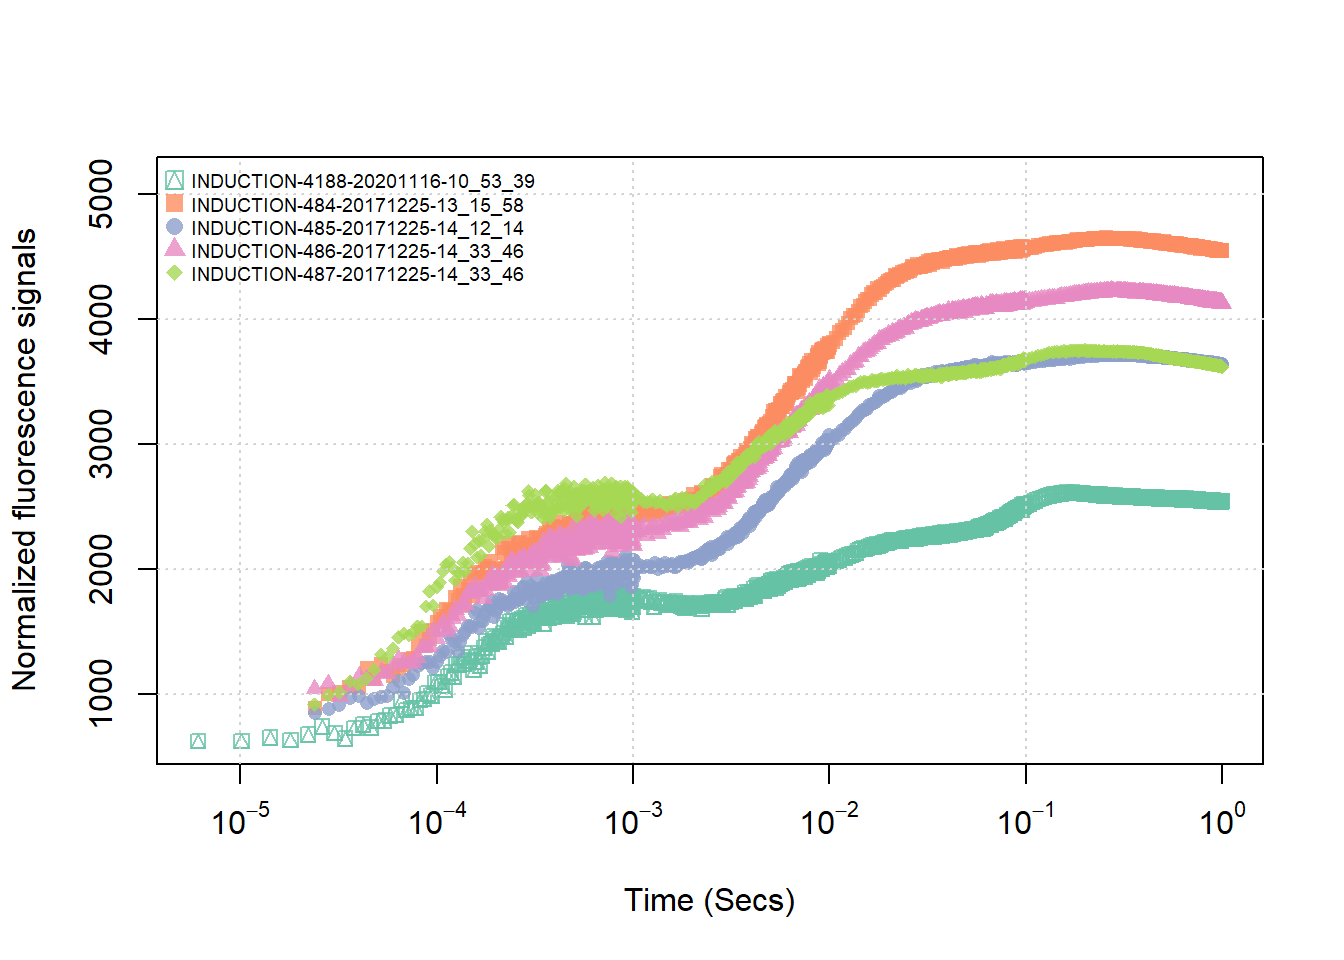 INDUCTION-4188-20201116-10_53_39
INDUCTION-484-20171225-13_15_58
INDUCTION-485-20171225-14_12_14
INDUCTION-486-20171225-14_33_46
INDUCTION-487-20171225-14_33_46
Normalized fluorescence signals
5000
4000
3000
2000
1000
10⁻⁵ 10⁻⁴ 10⁻³ 10⁻² 10⁻¹ 10⁰
Time (Secs)